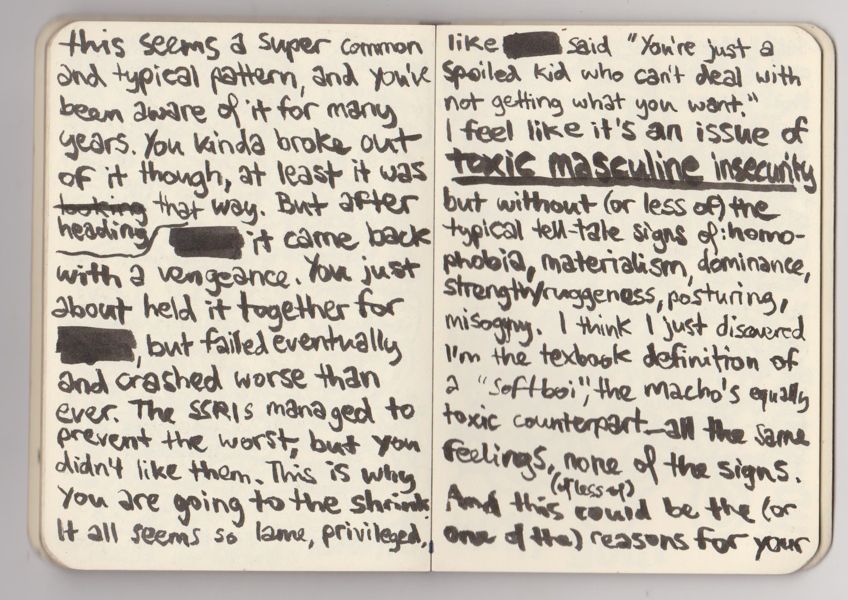 this seems a super common
and typical pattern, and you've
been aware of it for many
years. You kinda broke out
of it though, at least it was
looking that way. But after
heading it came back
with a vengeance. You just
about held it together for
, but failed eventually
and crashed worse than
ever. The SSRIs managed to
prevent the worst, but you
didn't like them. This is why
you are going to the shrink.
It all seems so lame, privileged,
like said "You're just a
spoiled kid who can't deal with
not getting what you want."
I feel like it's an issue of
toxic masculine insecurity
but without (or less of) the
typical tell-tale signs of: homo-
phobia, materialism, dominance,
strength/ruggeness, posturing,
misogyny. I think I just discovered
I'm the texbook definition of
a "softboi", the macho's equally
toxic counterpart—all the same
feelings, none of the signs.
(of less of)
And this could be the (or
one of the) reasons for your